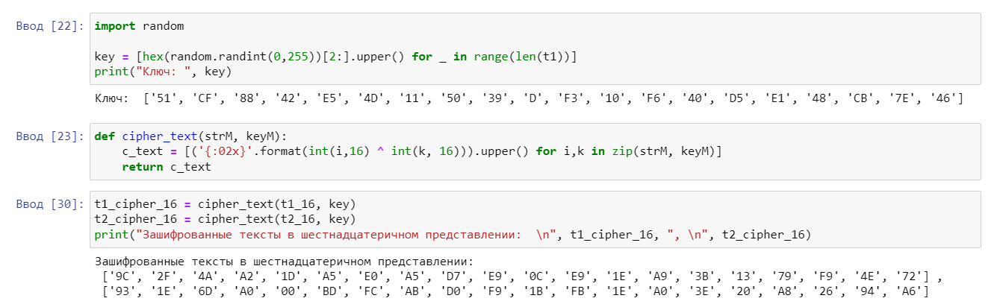 Ввод [22]: import random
key = [hex(random.randint(0,255))[2:].upper() for _ in range(len(t1))]
print("Ключ: ", key)
Ключ:  ['51', 'CF', '88', '42', 'E5', '4D', '11', '50', '39', 'D', 'F3', '10', 'F6', '40', 'D5', 'E1', '48', 'CB', '7E', '46']
Ввод [23]: def cipher_text(strM, keyM):
    c_text = [('{:02x}'.format(int(i,16) ^ int(k, 16))).upper() for i,k in zip(strM, keyM)]
    return c_text
Ввод [30]: t1_cipher_16 = cipher_text(t1_16, key)
t2_cipher_16 = cipher_text(t2_16, key)
print("Зашифрованные тексты в шестнадцатеричном представлении:  \n", t1_cipher_16, ", \n", t2_cipher_16)
Зашифрованные тексты в шестнадцатеричном представлении:
 ['9C', '2F', '4A', 'A2', '1D', 'A5', 'E0', 'A5', 'D7', 'E9', '0C', 'E9', '1E', 'A9', '3B', '13', '79', 'F9', '4E', '72'] ,
 ['93', '1E', '6D', 'A0', '00', 'BD', 'FC', 'AB', 'D0', 'F9', '1B', 'FB', '1E', 'A0', '3E', '20', 'A8', '26', '94', 'A6']